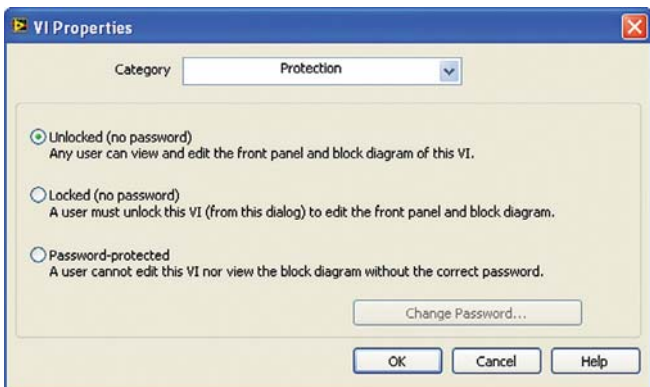 VI Properties
Category Protection
Unlocked (no password)
Any user can view and edit the front panel and block diagram of this VI.
Locked (no password)
A user must unlock this VI (from this dialog) to edit the front panel and block diagram.
Password-protected
A user cannot edit this VI nor view the block diagram without the correct password.
Change Password...
OK Cancel Help